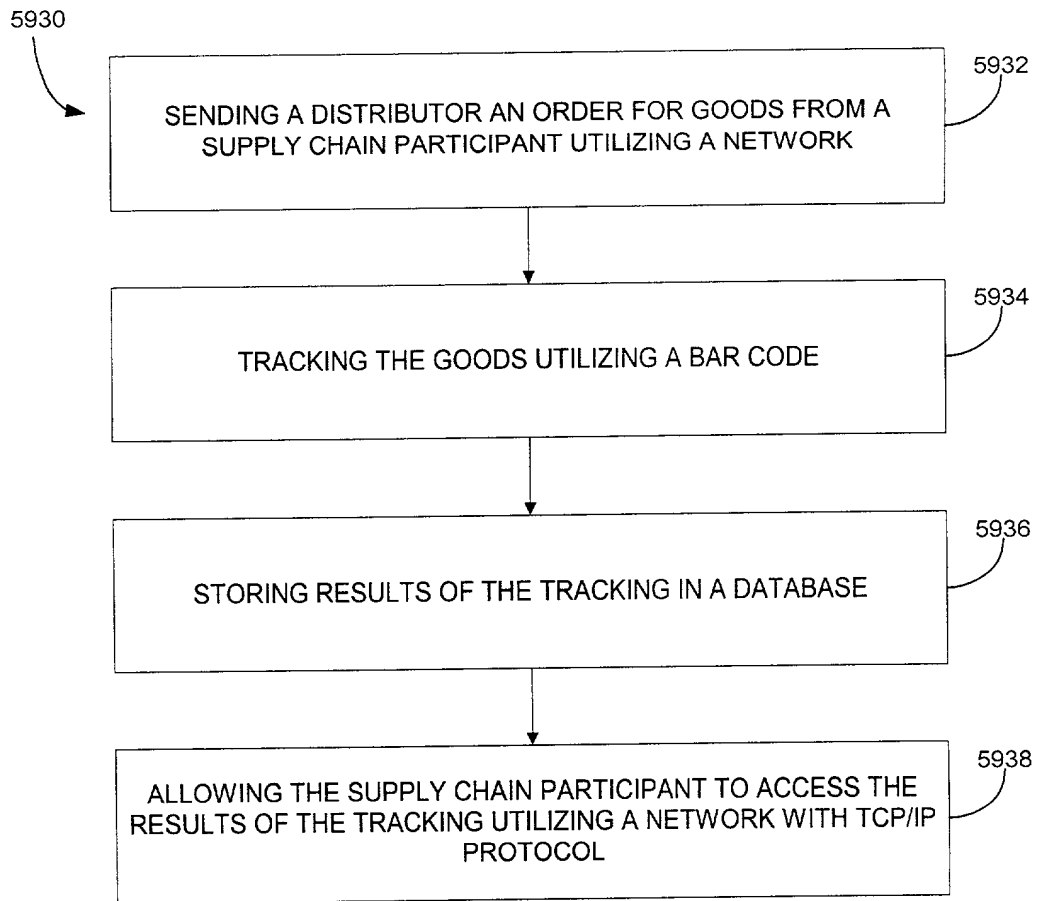 5930
5932
SENDING A DISTRIBUTOR AN ORDER FOR GOODS FROM A
SUPPLY CHAIN PARTICIPANT UTILIZING A NETWORK
5934
TRACKING THE GOODS UTILIZING A BAR CODE
5936
STORING RESULTS OF THE TRACKING IN A DATABASE
5938
ALLOWING THE SUPPLY CHAIN PARTICIPANT TO ACCESS THE
RESULTS OF THE TRACKING UTILIZING A NETWORK WITH TCP/IP
PROTOCOL